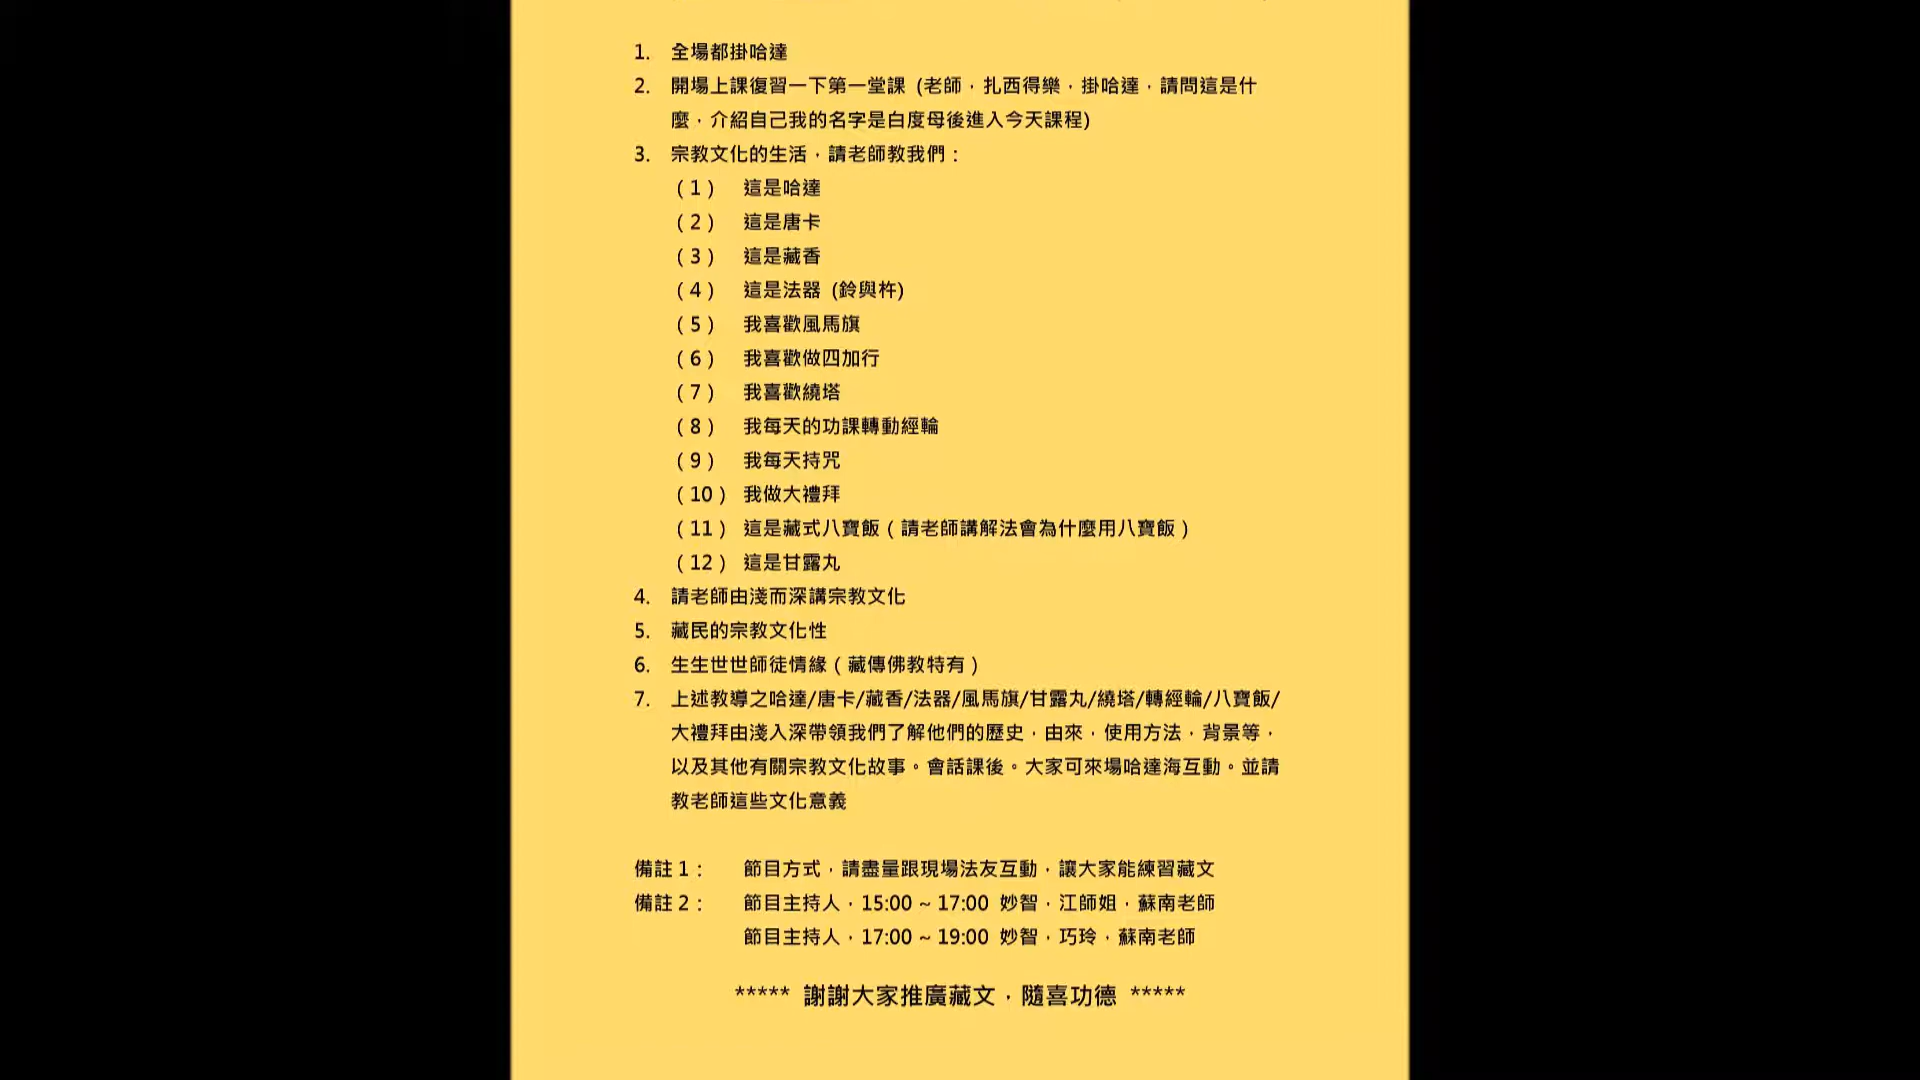 1. 全場都掛哈達
2. 開場上課復習一下第一堂課 (老師，扎西得樂，掛哈達，請問這是什
麼，介紹自己我的名字是白度母後進入今天課程)
3. 宗教文化的生活，請老師教我們：
（1） 這是哈達
（2） 這是唐卡
（3） 這是藏香
（4） 這是法器 (鈴與杵)
（5） 我喜歡風馬旗
（6） 我喜歡做四加行
（7） 我喜歡繞塔
（8） 我每天的功課轉動經輪
（9） 我每天持咒
（10） 我做大禮拜
（11） 這是藏式八寶飯（請老師講解法會為什麼用八寶飯）
（12） 這是甘露丸
4. 請老師由淺而深講宗教文化
5. 藏民的宗教文化性
6. 生生世世師徒情緣（藏傳佛教特有）
7. 上述教導之哈達/唐卡/藏香/法器/風馬旗/甘露丸/繞塔/轉經輪/八寶飯/
大禮拜由淺入深帶領我們了解他們的歷史，由來，使用方法，背景等，
以及其他有關宗教文化故事。會話課後。大家可來場哈達海互動。並請
教老師這些文化意義
備註 1： 節目方式，請盡量跟現場法友互動，讓大家能練習藏文
備註 2： 節目主持人，15:00 ~ 17:00 妙智，江師姐，蘇南老師
節目主持人，17:00 ~ 19:00 妙智，巧玲，蘇南老師
***** 謝謝大家推廣藏文，隨喜功德 *****